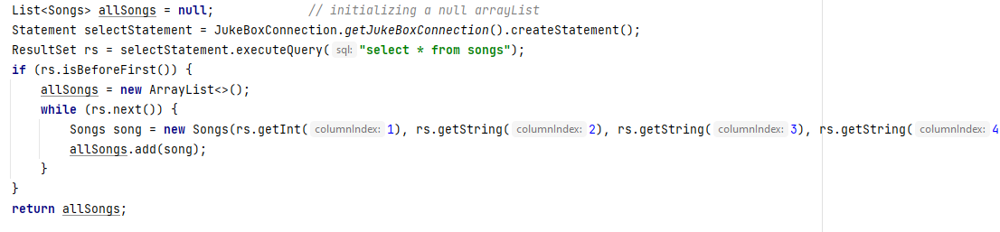 List<Songs> allSongs = null;             // initializing a null arrayList
Statement selectStatement = JukeBoxConnection.getJukeBoxConnection().createStatement();
ResultSet rs = selectStatement.executeQuery( sql: "select * from songs");
if (rs.isBeforeFirst()) {
    allSongs = new ArrayList<>();
    while (rs.next()) {
        Songs song = new Songs(rs.getInt( columnIndex: 1), rs.getString( columnIndex: 2), rs.getString( columnIndex: 3), rs.getString( columnIndex: 4
        allSongs.add(song);
    }
}
return allSongs;